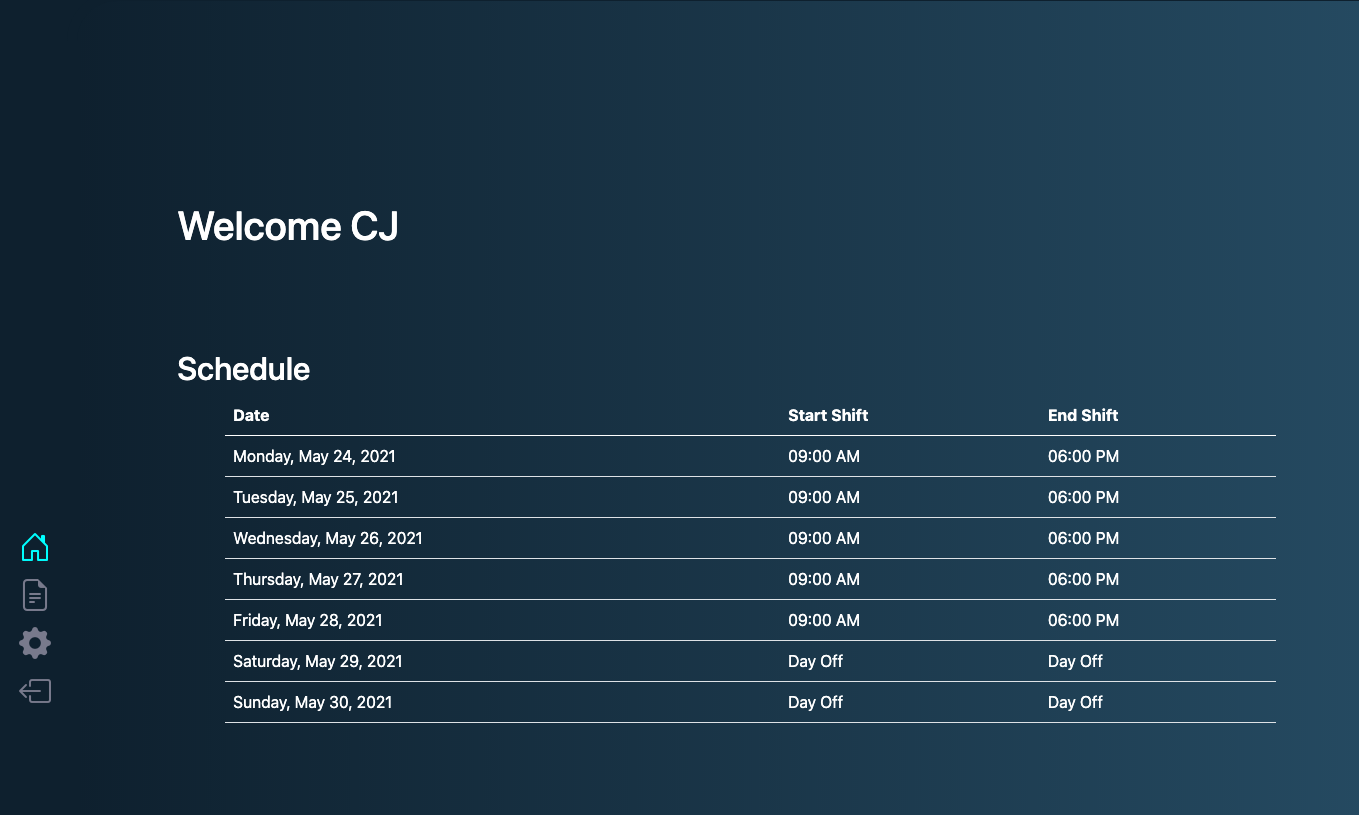 Welcome CJ
Schedule
Date Start Shift End Shift
Monday, May 24, 2021 09:00 AM 06:00 PM
Tuesday, May 25, 2021 09:00 AM 06:00 PM
Wednesday, May 26, 2021 09:00 AM 06:00 PM
Thursday, May 27, 2021 09:00 AM 06:00 PM
Friday, May 28, 2021 09:00 AM 06:00 PM
Saturday, May 29, 2021 Day Off Day Off
Sunday, May 30, 2021 Day Off Day Off